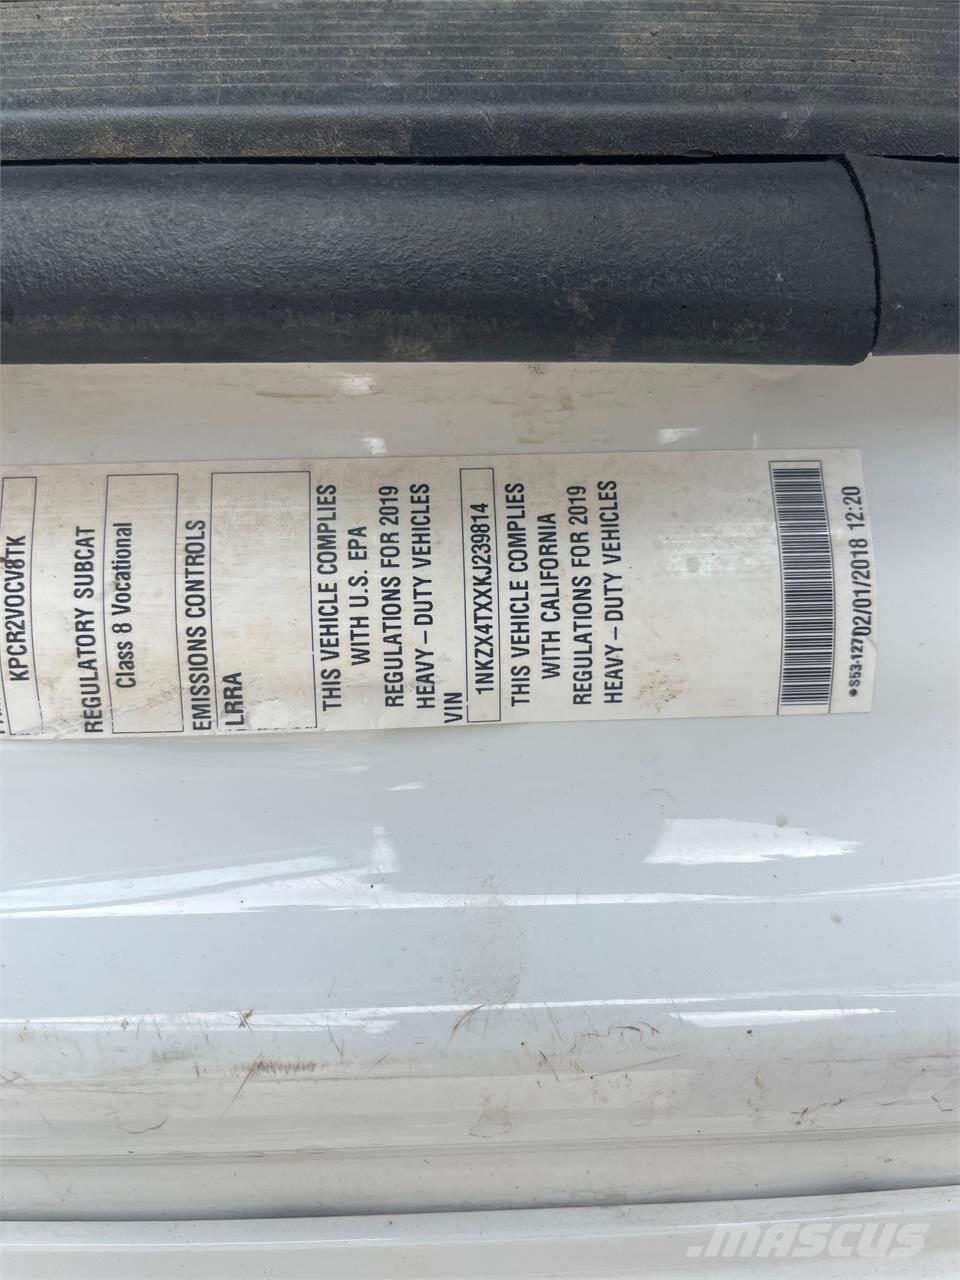 KPCR2VOCV8TK
REGULATORY SUBCAT
Class 8 Vocational
EMISSIONS CONTROLS
LRRA
THIS VEHICLE COMPLIES
WITH U.S. EPA
REGULATIONS FOR 2019
HEAVY-DUTY VEHICLES
VIN
1NKZX4TXXKJ239814
THIS VEHICLE COMPLIES
WITH CALIFORNIA
REGULATIONS FOR 2019
HEAVY-DUTY VEHICLES
•S53-127702/01/2018 12:20
MASCUS